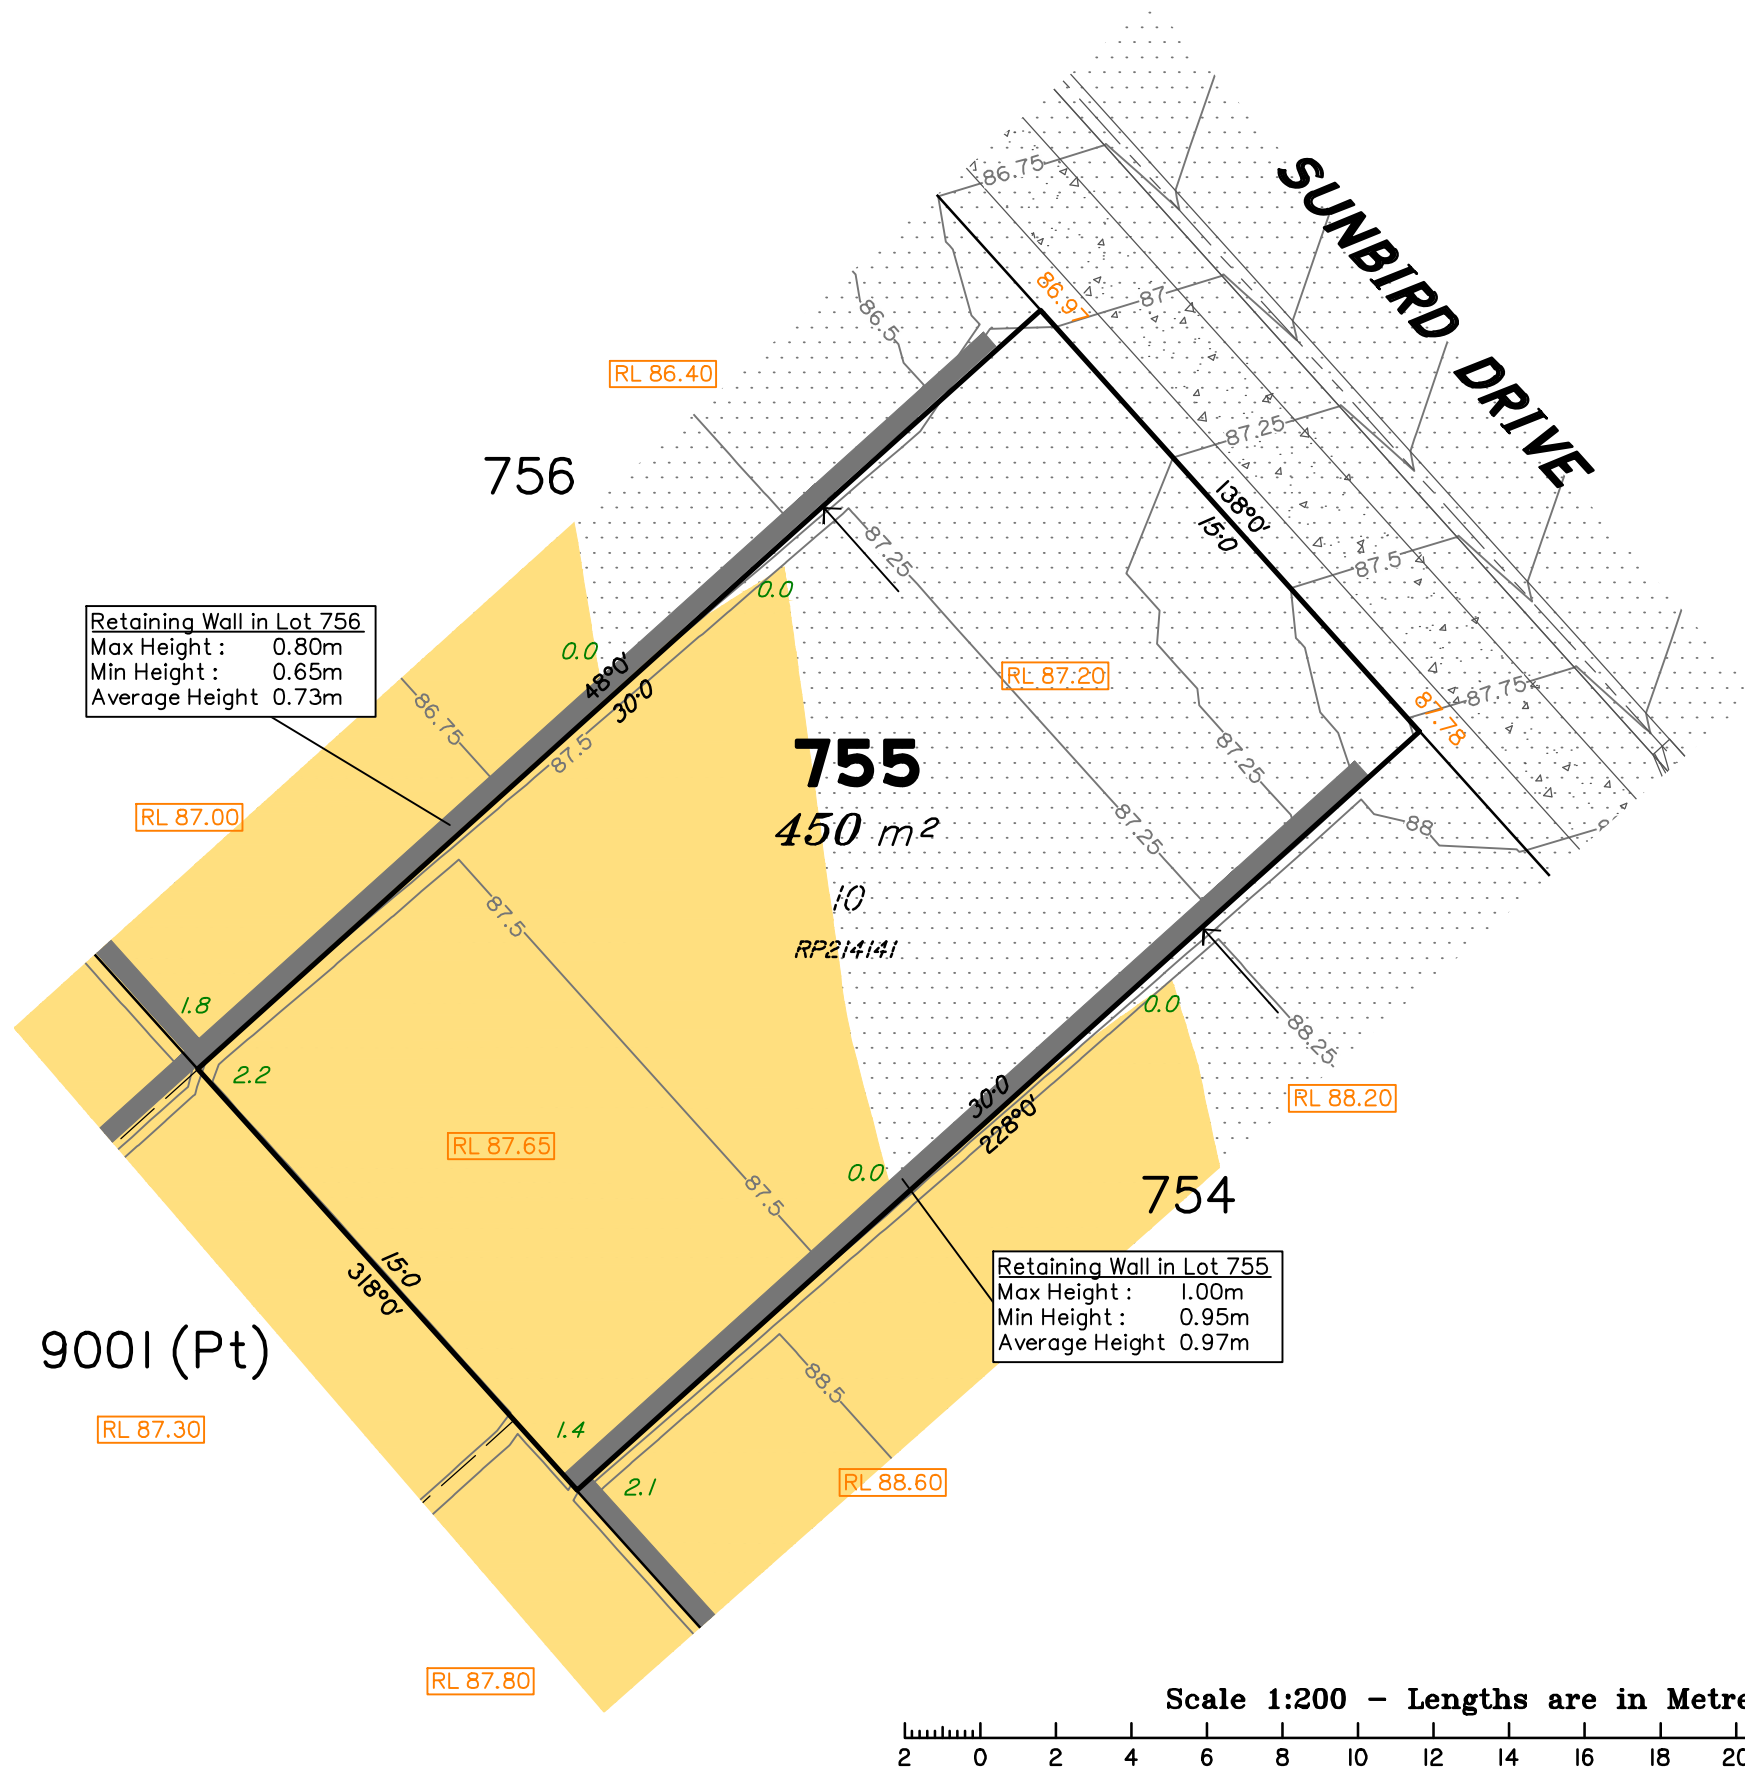 SUNBIRD DRIVE
86.75
86.97
87
86.5
RL 86.40
87.25
756
138°0'
15·0
87.5
87.25
0.0
Retaining Wall in Lot 756
Max Height : 0.80m
Min Height : 0.65m
Average Height 0.73m
0.0
48°0'
30·0
RL 87.20
87.75
87.78
86.75
87.5
87.25
755
RL 87.00
450 m²
87.25
88
10
87.5
RP214141
1.8
0.0
88.25
2.2
30·0
228°0'
RL 88.20
RL 87.65
0.0
87.5
754
15·0
318°0'
Retaining Wall in Lot 755
Max Height : 1.00m
Min Height : 0.95m
Average Height 0.97m
9001 (Pt)
88.5
RL 87.30
1.4
2.1
RL 88.60
RL 87.80
Scale 1:200 – Lengths are in Metre
2 0 2 4 6 8 10 12 14 16 18 20